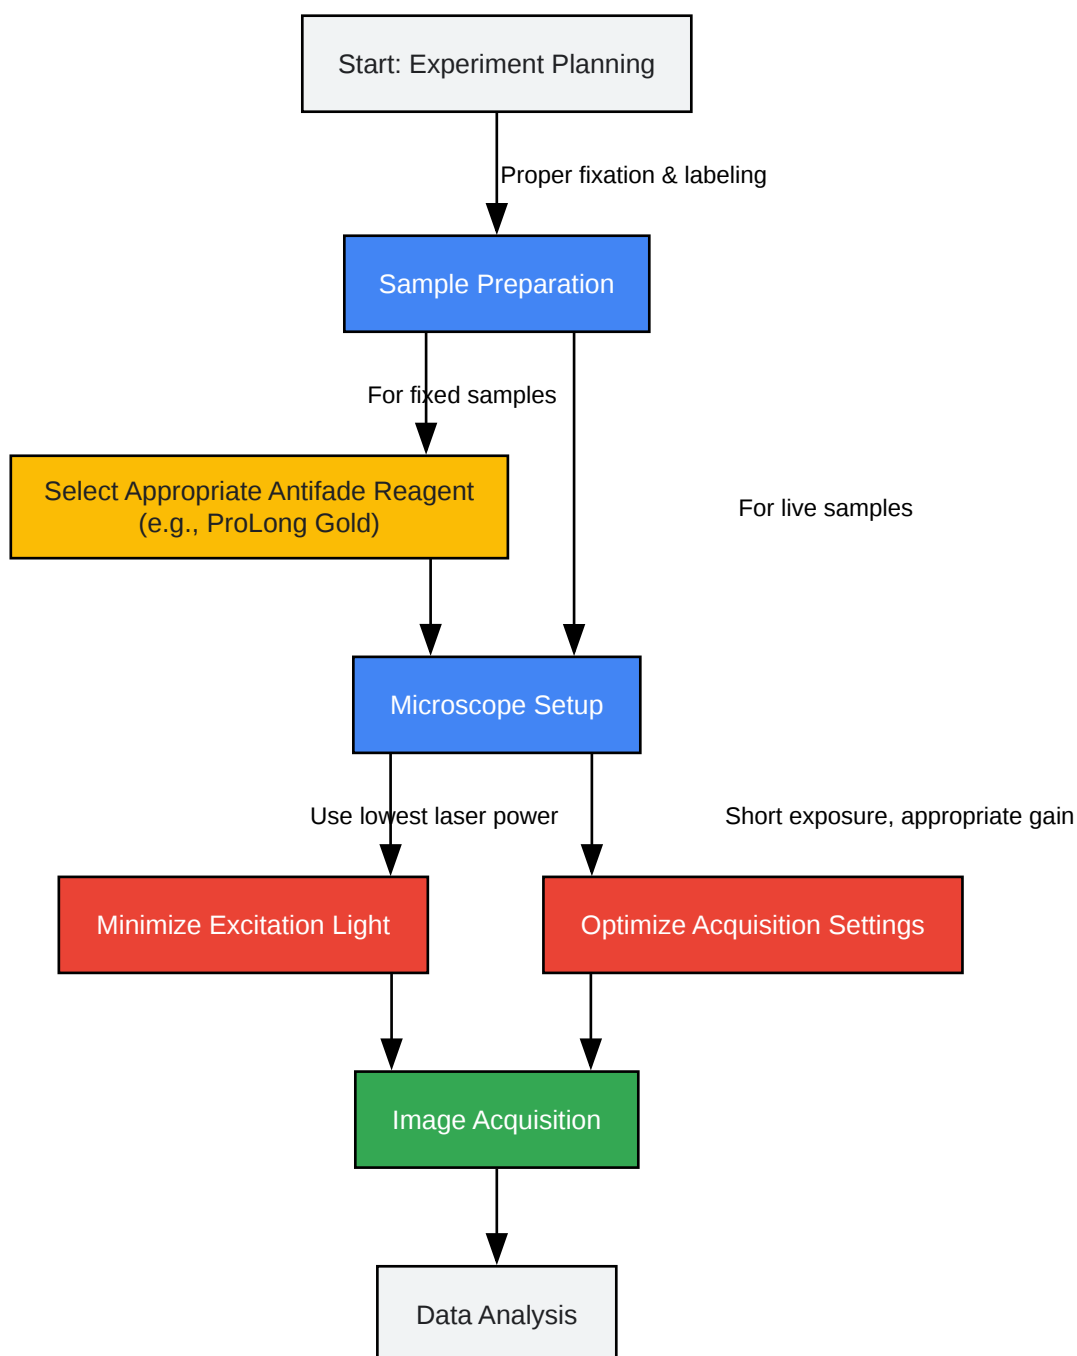 Start: Experiment Planning
Proper fixation & labeling
Sample Preparation
For fixed samples
Select Appropriate Antifade Reagent
(e.g., ProLong Gold)
For live samples
Microscope Setup
Use lowest laser power
Short exposure, appropriate gain
Minimize Excitation Light
Optimize Acquisition Settings
Image Acquisition
Data Analysis